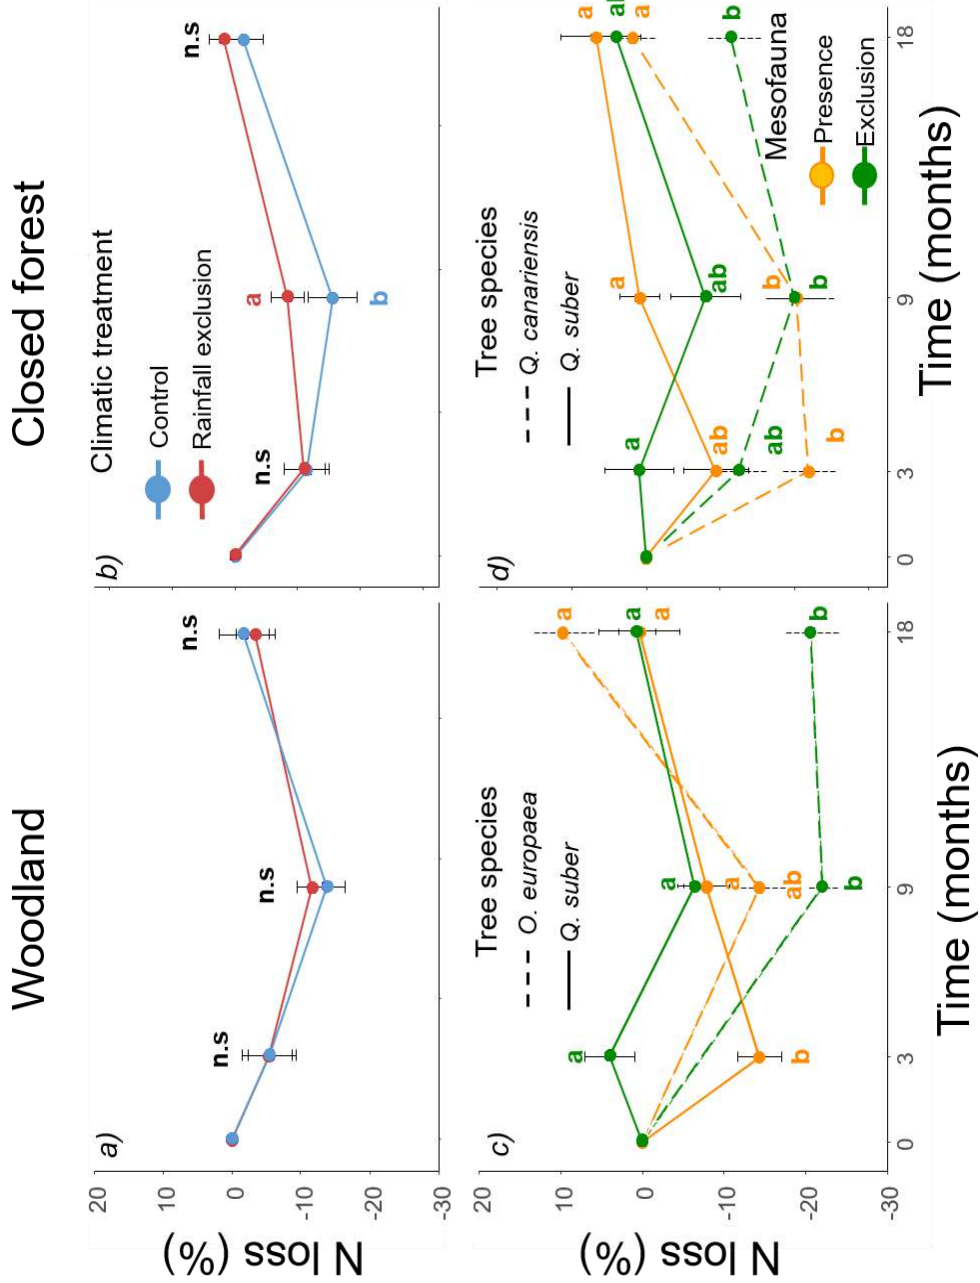 Woodland
Closed forest
a)
n.s
n.s
n.s
20
0
-10
-20
-30
N loss (%)
b)
Climatic treatment
Control
Rainfall exclusion
n.s
a
b
n.s
c)
Tree species
O. europaea
Q. suber
a
b
a
a
ab
b
a
a
a
b
20
10
0
-10
-20
-30
N loss (%)
0
3
9
18
Time (months)
d)
Tree species
Q. canariensis
Q. suber
a
ab
ab
b
a
ab
b
b
a
ab
a
b
Mesofauna
Presence
Exclusion
0
3
9
18
Time (months)